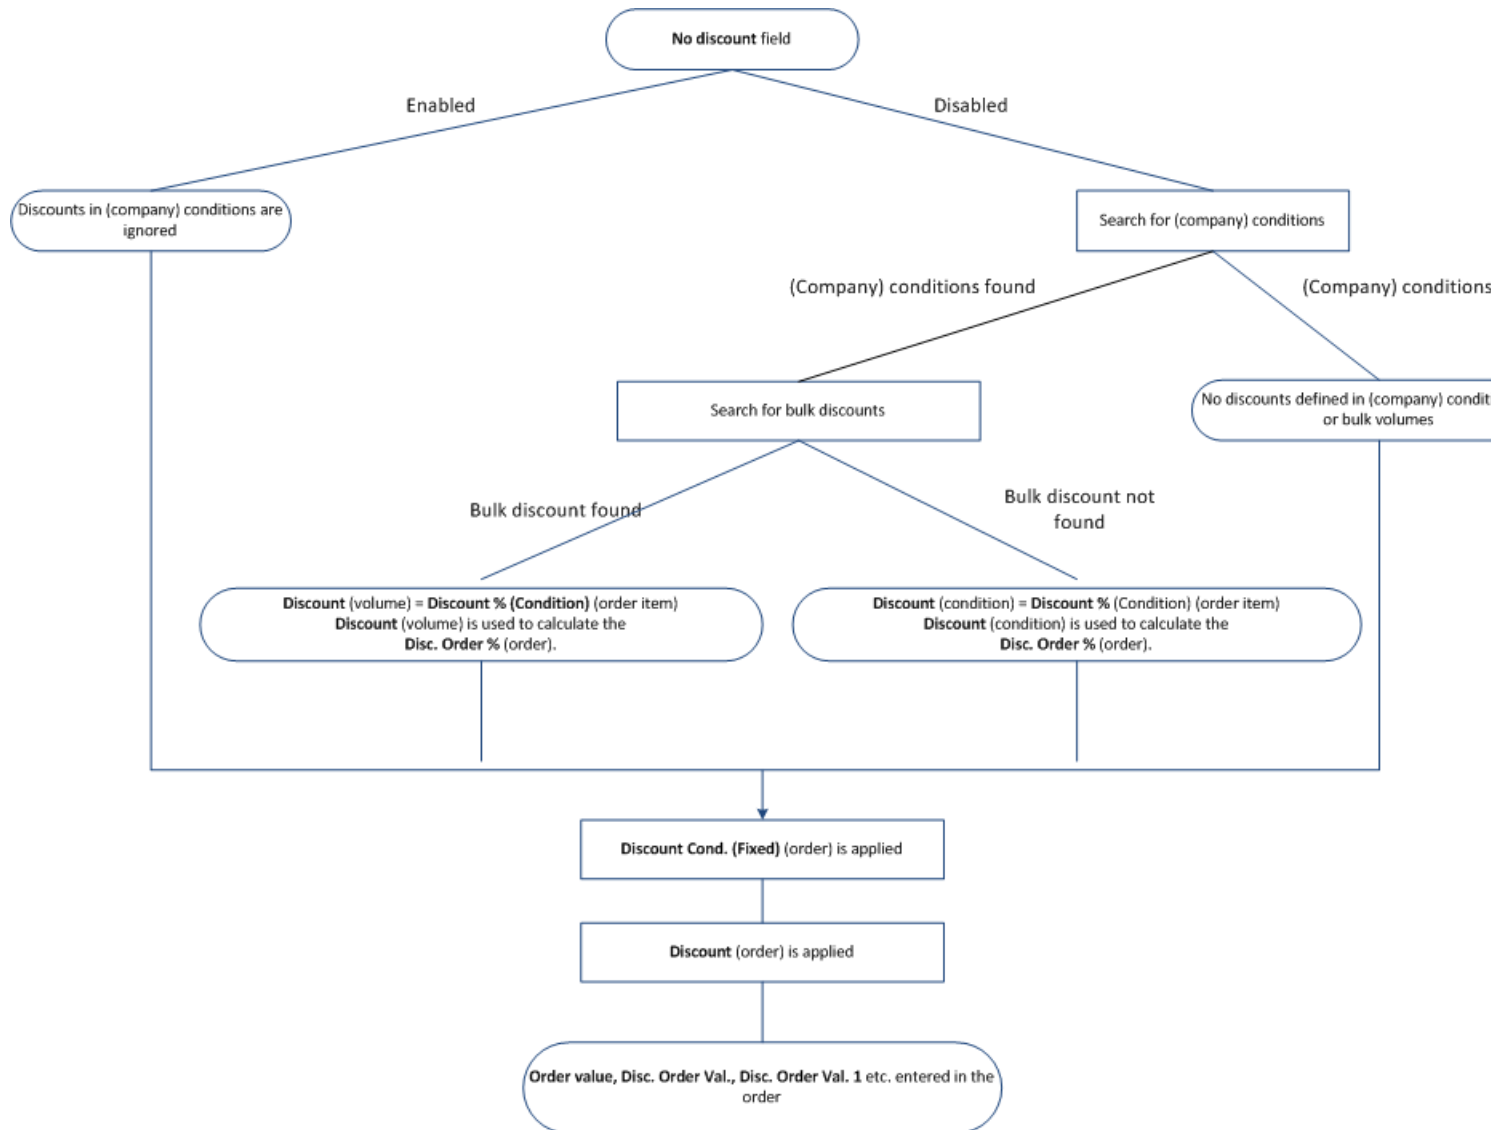 No discount field
Enabled
Disabled
Discounts in (company) conditions are
ignored
Search for (company) conditions
(Company) conditions found
(Company) conditions
Search for bulk discounts
No discounts defined in (company)
or bulk volumes
Bulk discount found
Bulk discount not
found
Discount (volume) = Discount % (Condition) (order item)
Discount (volume) is used to calculate the
Disc. Order % (order).
Discount (condition) = Discount % (Condition) (order item)
Discount (condition) is used to calculate the
Disc. Order % (order).
Discount Cond. (Fixed) (order) is applied
Discount (order) is applied
Order value, Disc. Order Val., Disc. Order Val. 1 etc. entered in the
order